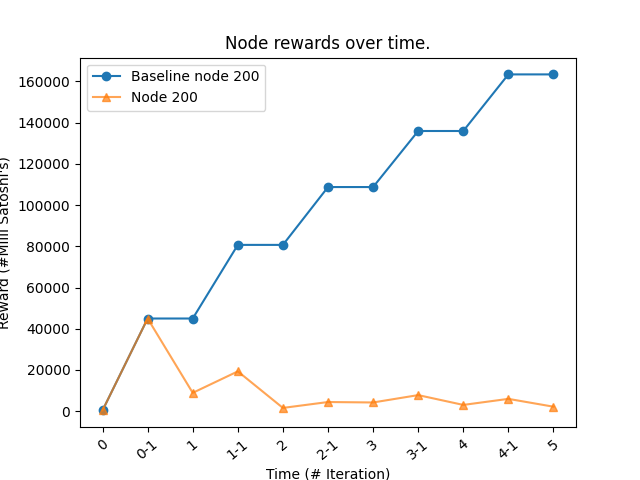 Node rewards over time.
Baseline node 200
Node 200
160000
140000
120000
100000
80000
60000
40000
20000
0
Reward (#Milli Satoshi's)
0 0-1 1 1-1 2 2-1 3 3-1 4 4-1 5
Time (# Iteration)